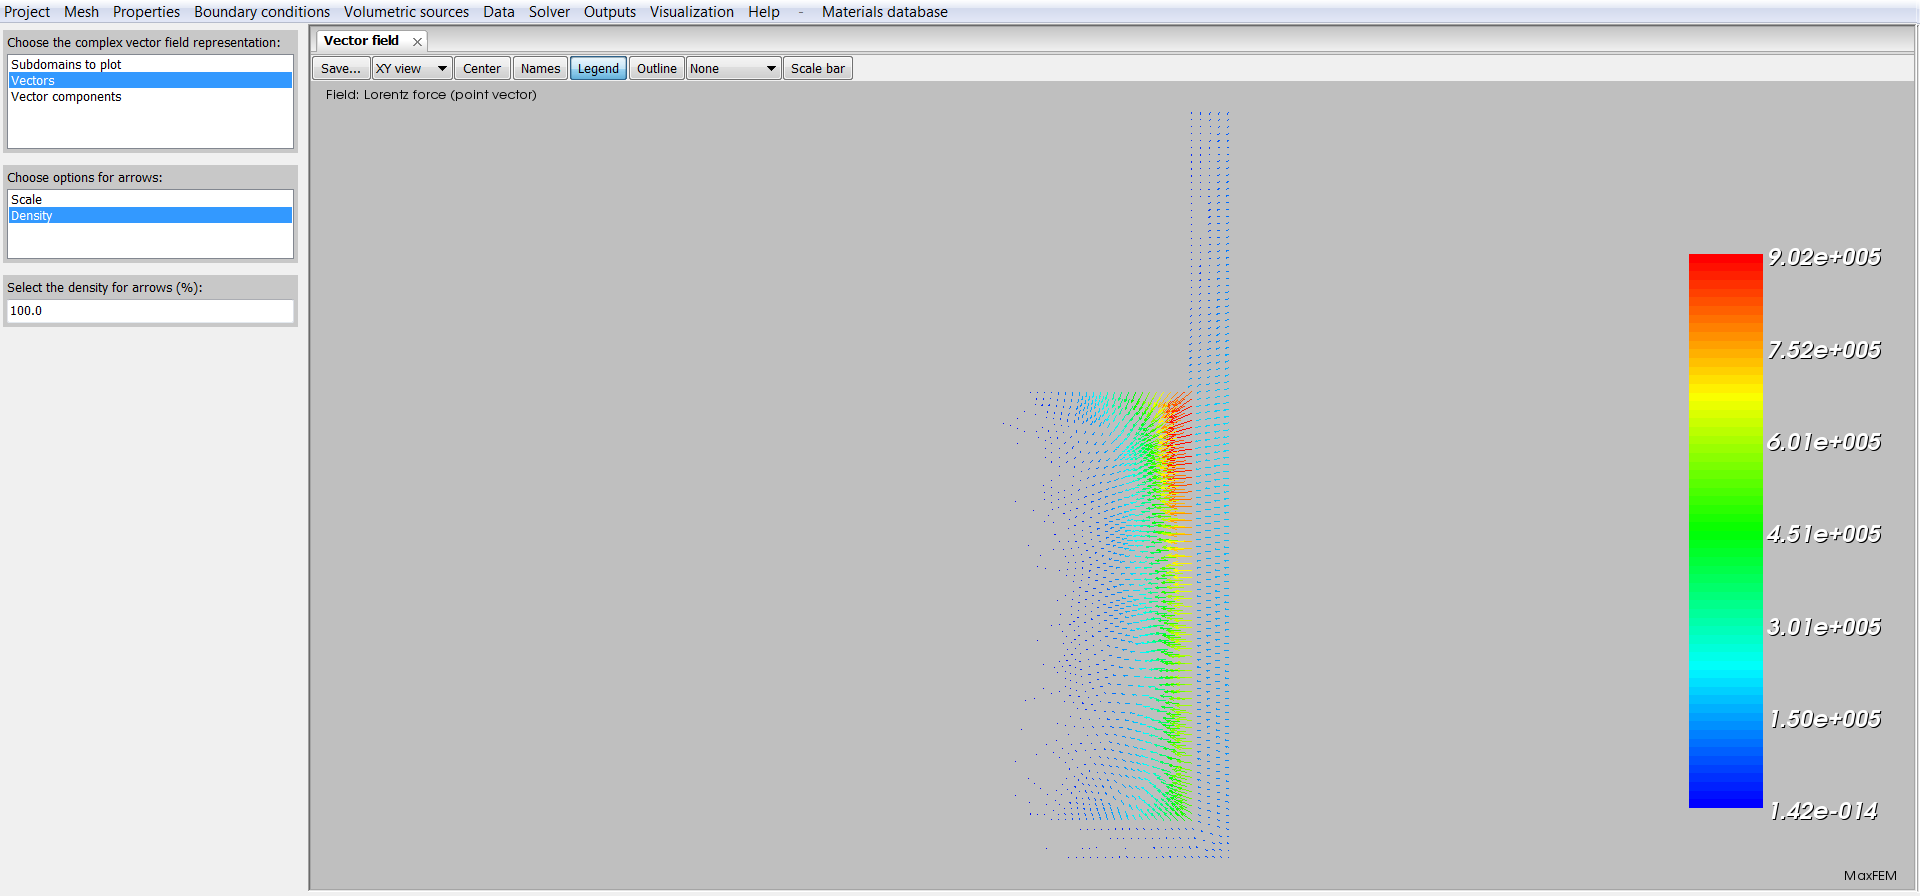 Project Mesh Properties Boundary conditions Volumetric sources Data Solver Outputs Visualization Help - Materials database
Choose the complex vector field representation:
Subdomains to plot
Vectors
Vector components
Choose options for arrows:
Scale
Density
Select the density for arrows (%):
100.0
Vector field
Save... XY view Center Names Legend Outline None Scale bar
Field: Lorentz force (point vector)
9.02e+005
7.52e+005
6.01e+005
4.51e+005
3.01e+005
1.50e+005
1.42e-014
MaxFEM